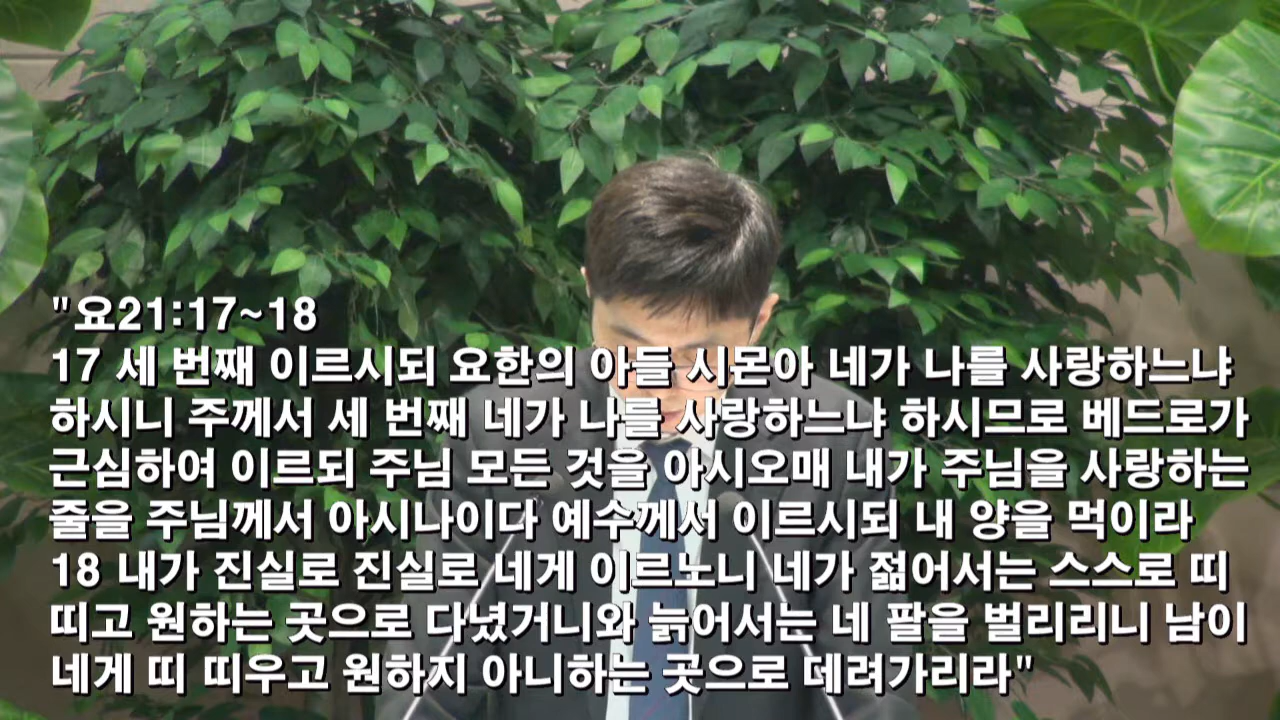 "요21:17~18
17 세 번째 이르시되 요한의 아들 시몬아 네가 나를 사랑하느냐
하시니 주께서 세 번째 네가 나를 사랑하느냐 하시므로 베드로가
근심하여 이르되 주님 모든 것을 아시오매 내가 주님을 사랑하는
줄을 주님께서 아시나이다 예수께서 이르시되 내 양을 먹이라
18 내가 진실로 진실로 네게 이르노니 네가 젊어서는 스스로 띠
띠고 원하는 곳으로 다녔거니와 늙어서는 네 팔을 벌리리니 남이
네게 띠 띠우고 원하지 아니하는 곳으로 데려가리라"